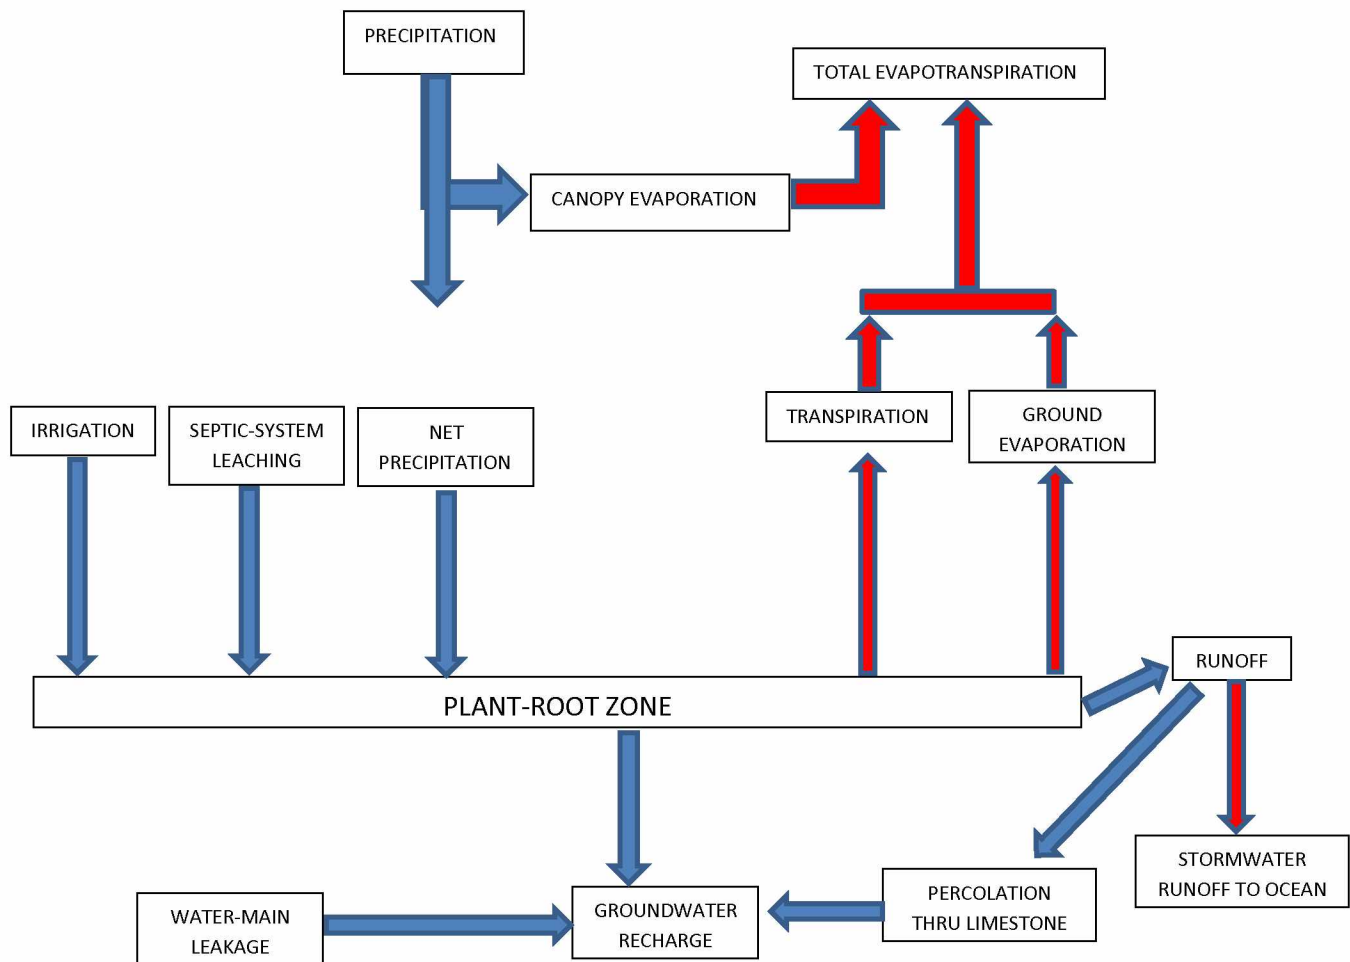 PRECIPITATION
TOTAL EVAPOTRANSPIRATION
CANOPY EVAPORATION
IRRIGATION
SEPTIC-SYSTEM
LEACHING
NET
PRECIPITATION
TRANSPIRATION
GROUND
EVAPORATION
RUNOFF
PLANT-ROOT ZONE
STORMWATER
RUNOFF TO OCEAN
WATER-MAIN
LEAKAGE
GROUNDWATER
RECHARGE
PERCOLATION
THRU LIMESTONE